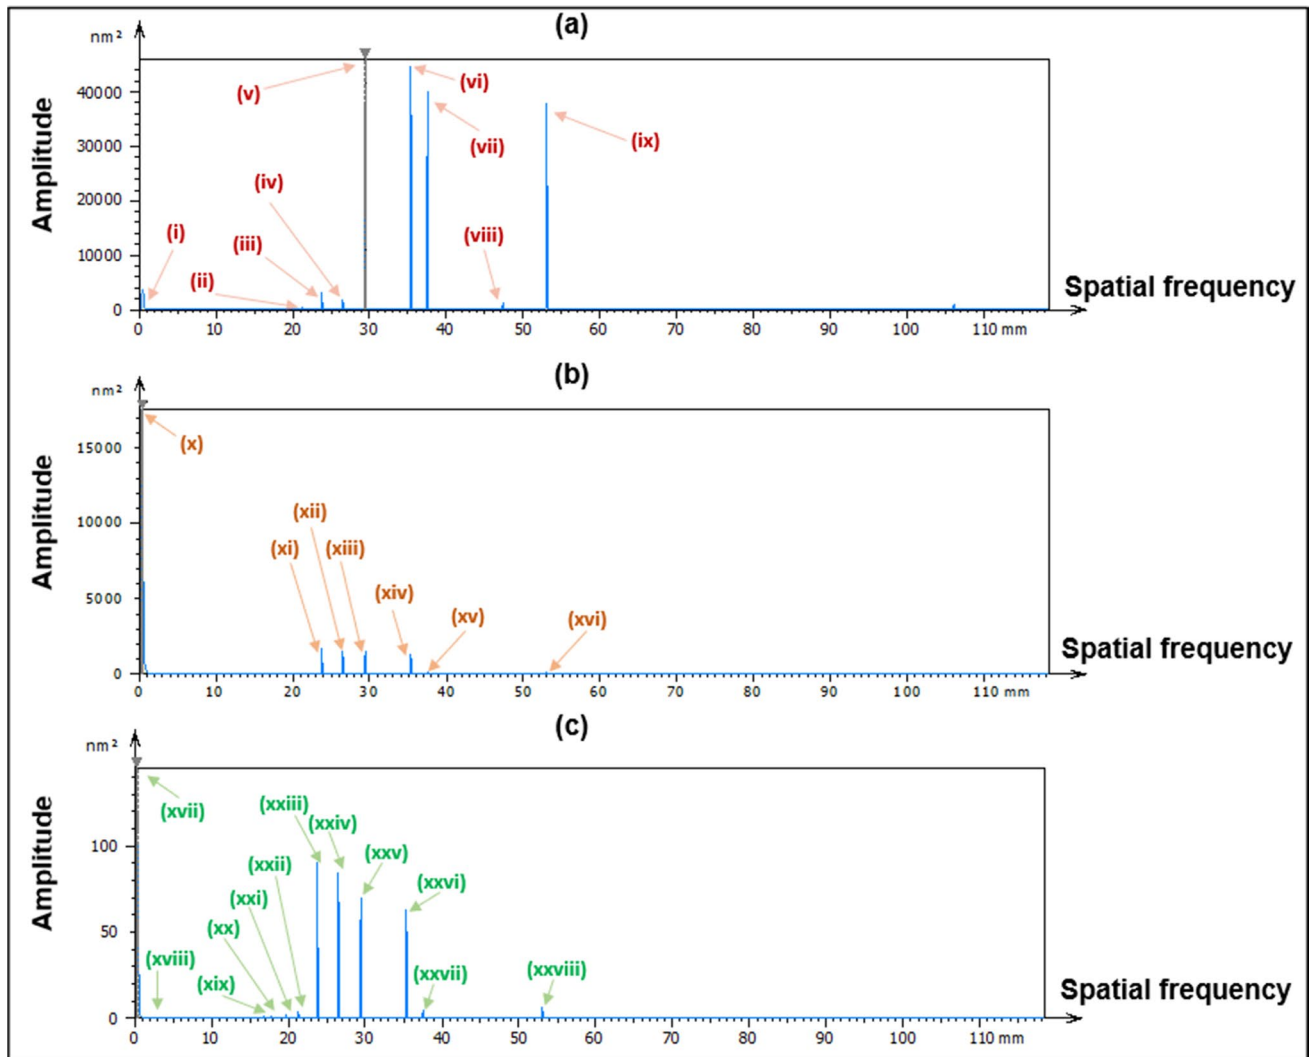 (a)
nm²
Amplitude
40000
30000
20000
10000
0
(i)
(ii)
(iii)
(iv)
(v)
(vi)
(vii)
(viii)
(ix)
Spatial frequency
0 10 20 30 40 50 60 70 80 90 100 110 mm
(b)
nm²
Amplitude
15000
10000
5000
0
(x)
(xi)
(xii)
(xiii)
(xiv)
(xv)
(xvi)
Spatial frequency
0 10 20 30 40 50 60 70 80 90 100 110 mm
(c)
nm²
Amplitude
100
50
0
(xvii)
(xviii)
(xix)
(xx)
(xxi)
(xxii)
(xxiii)
(xxiv)
(xxv)
(xxvi)
(xxvii)
(xxviii)
Spatial frequency
0 10 20 30 40 50 60 70 80 90 100 110 mm